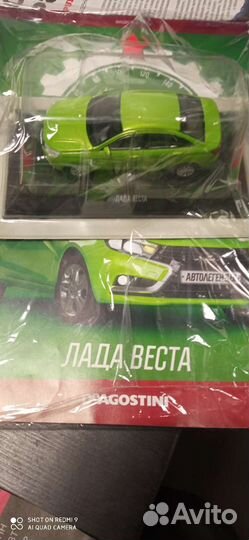 ЛАДА ВЕСТА
АВТОЛЕГЕНДЫ
ЛАДА ВЕСТА
DEAGOSTINI
SHOT ON REDMI 9
AI QUAD CAMERA
Avito